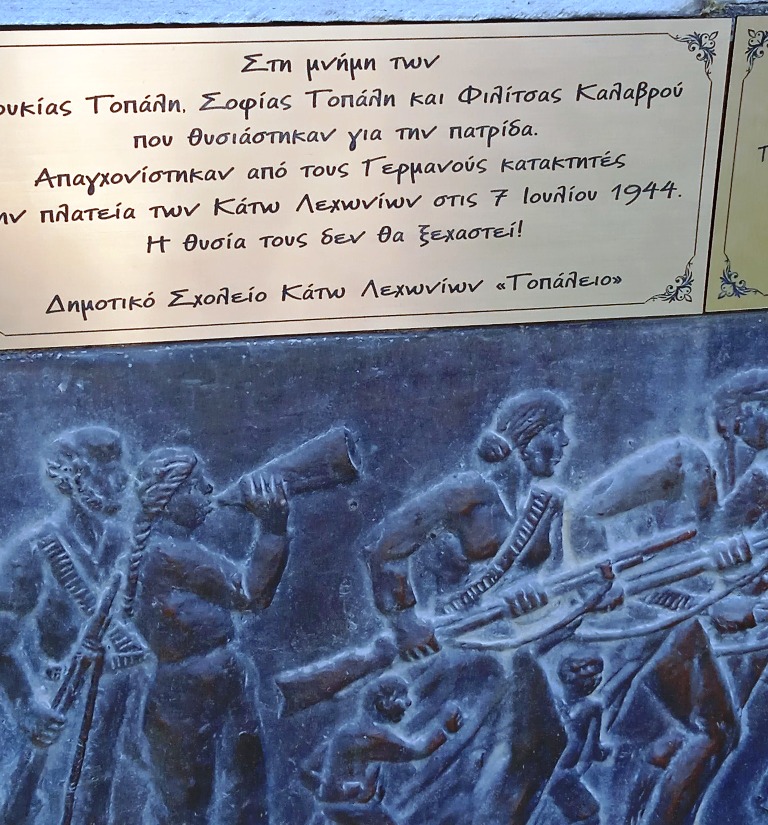 Στη μνήμη των
Τοπάλη, Σοφίας Τοπάλη και Φιλίτσας Καλαβρού
που θυσιάστηκαν για την πατρίδα.
Απαγχονίστηκαν από τους Γερμανούς κατακτητές
πλατεία των Κάτω Λεχωνίων στις 7 Ιουλίου 1944.
Η θυσία τους δεν θα ξεχαστεί!
Δημοτικό Σχολείο Κάτω Λεχωνίων «Τοπάλειο»